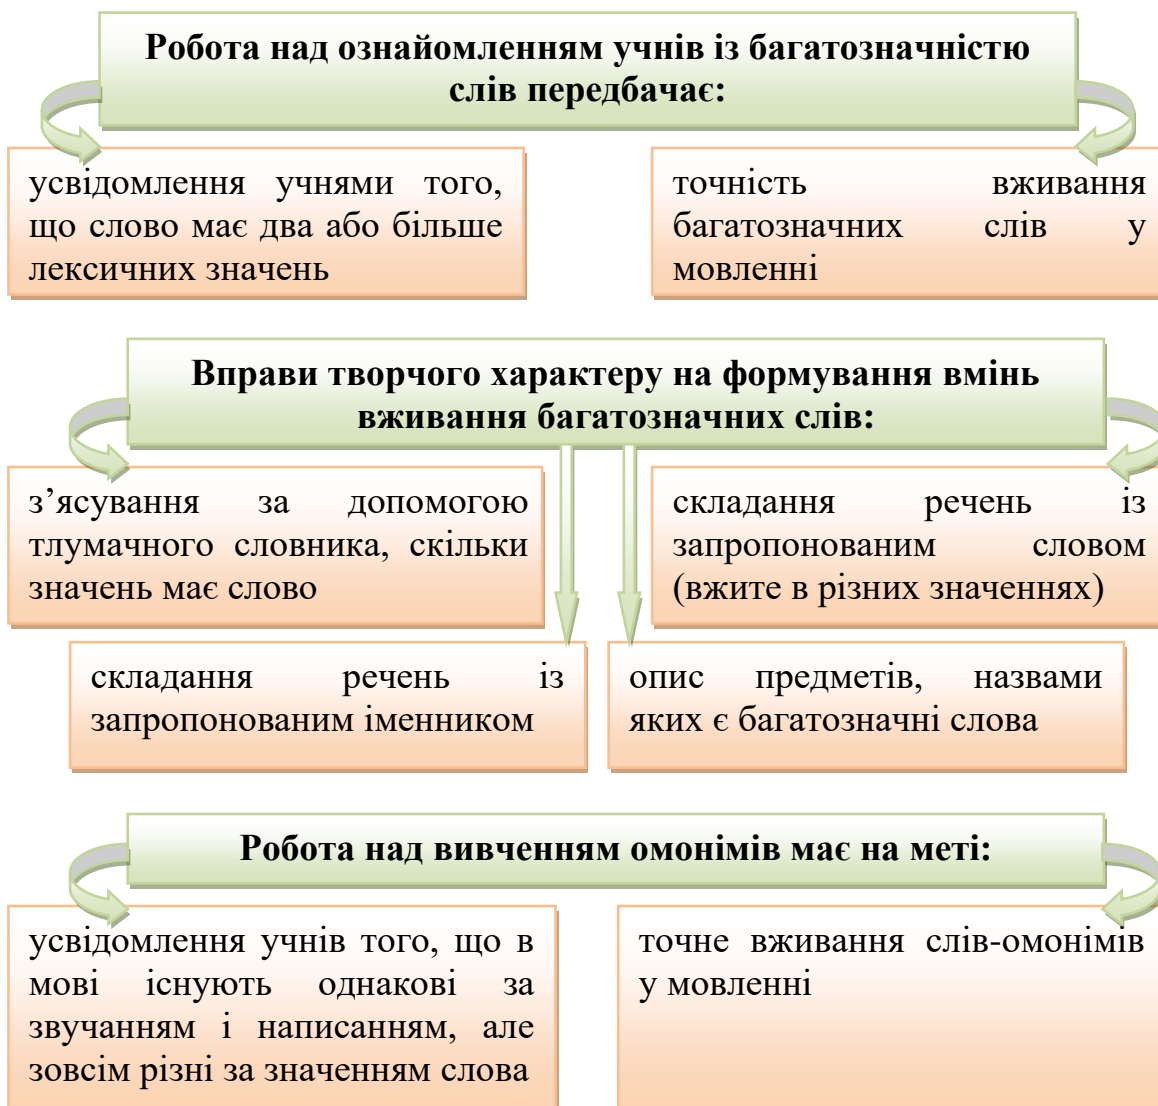 Робота над ознайомленням учнів із багатозначністю
слів передбачає:
усвідомлення учнями того,
що слово має два або більше
лексичних значень
точність вживання
багатозначних слів у
мовленні
Вправи творчого характеру на формування вмінь
вживання багатозначних слів:
з’ясування за допомогою
тлумачного словника, скільки
значень має слово
складання речень із
запропонованим словом
(вжите в різних значеннях)
складання речень із
запропонованим іменником
опис предметів, назвами
яких є багатозначні слова
Робота над вивченням омонімів має на меті:
усвідомлення учнів того, що в
мові існують однакові за
звучанням і написанням, але
зовсім різні за значенням слова
точне вживання слів-омонімів
у мовленні